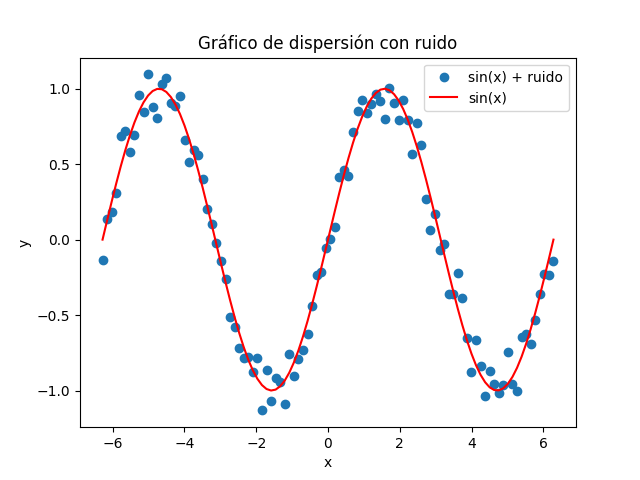 Gráfico de dispersión con ruido
sin(x) + ruido
sin(x)
1.0
0.5
0.0
−0.5
−1.0
y
−6
−4
−2
0
2
4
6
x